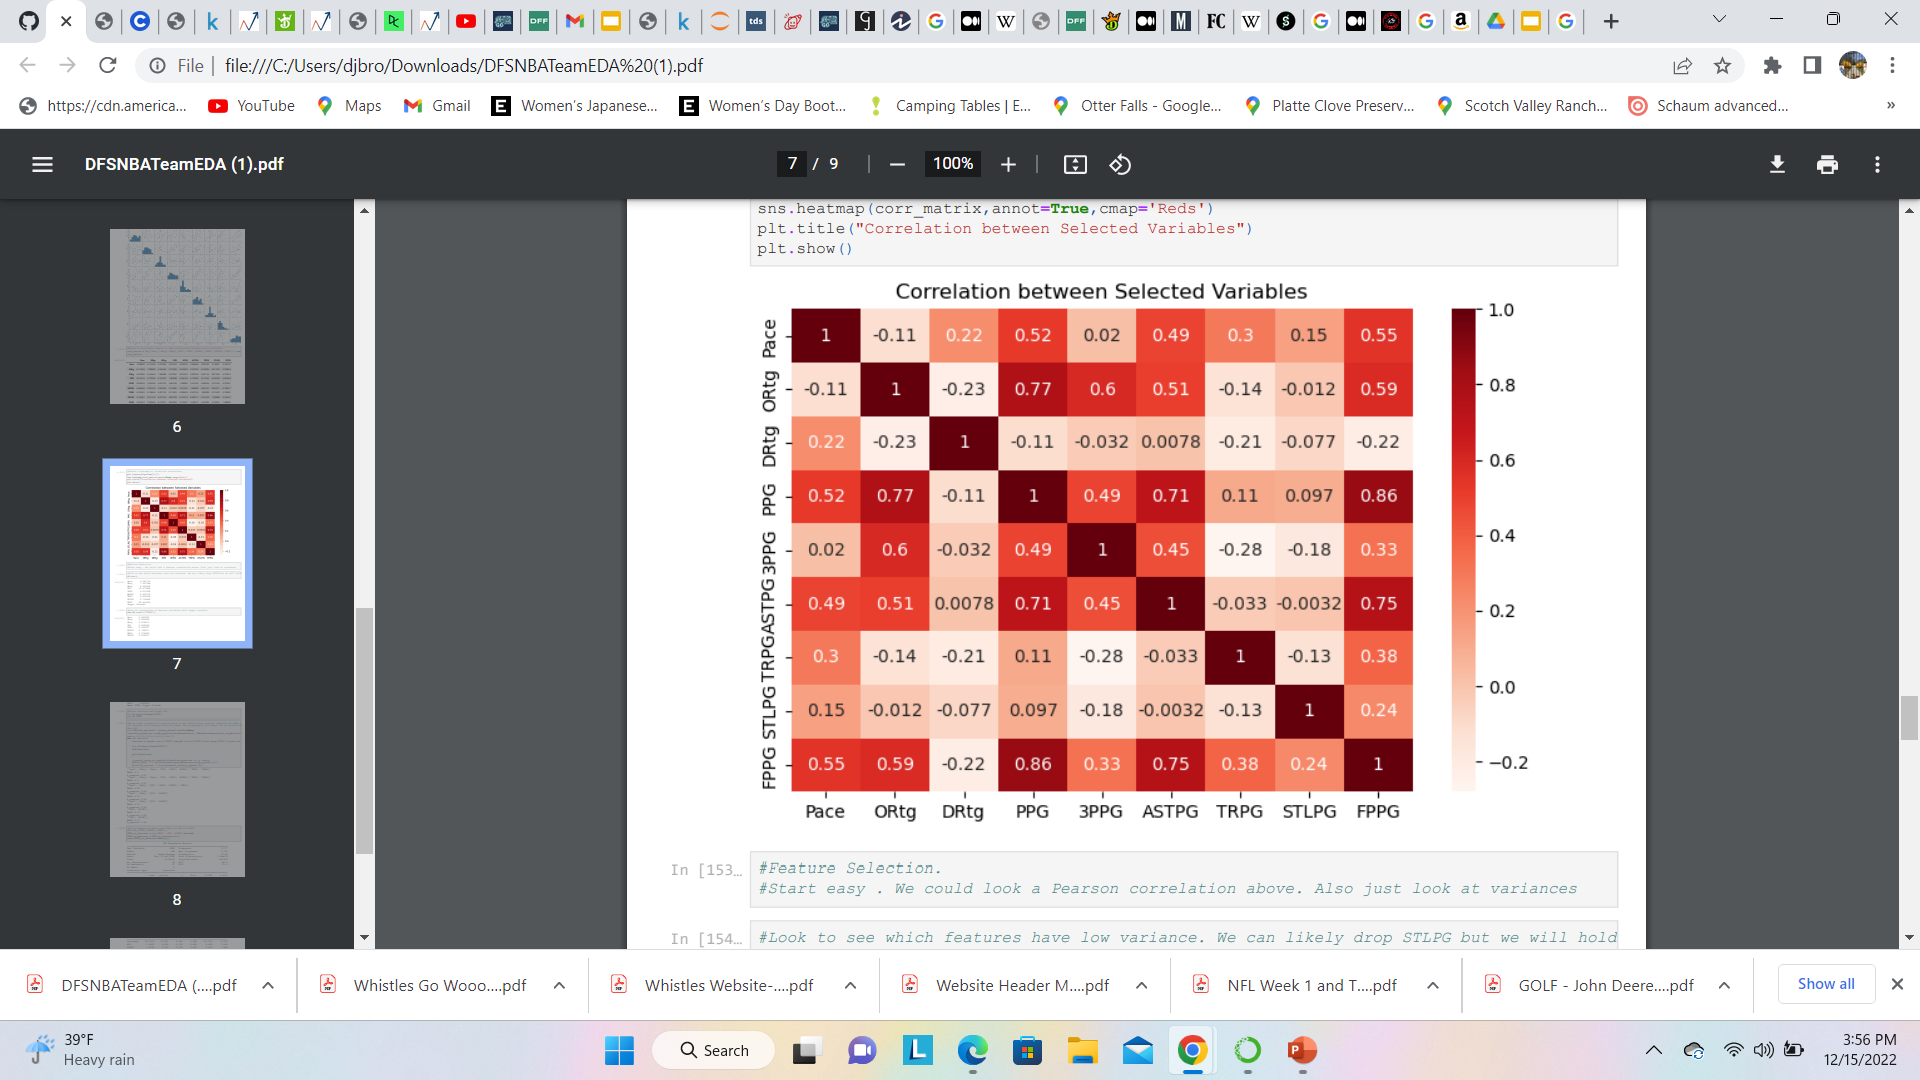 File
file:///C:/Users/djbro/Downloads/DFSNBATeamEDA%20(1).pdf
https://cdn.america...
YouTube
Maps
Gmail
Women's Japanese...
Women's Day Boot...
Camping Tables | E...
Otter Falls - Google...
Platte Clove Preserv...
Scotch Valley Ranch...
Schaum advanced...
»
DFSNBATeamEDA (1).pdf
7 / 9
100%
6
7
8
sns.heatmap(corr_matrix,annot=True,cmap='Reds')
plt.title("Correlation between Selected Variables")
plt.show()
Correlation between Selected Variables
Pace 1 -0.11 0.22 0.52 0.02 0.49 0.3 0.15 0.55
ORtg -0.11 1 -0.23 0.77 0.6 0.51 -0.14 -0.012 0.59
DRtg 0.22 -0.23 1 -0.11 -0.032 0.0078 -0.21 -0.077 -0.22
PPG 0.52 0.77 -0.11 1 0.49 0.71 0.11 0.097 0.86
3PPG 0.02 0.6 -0.032 0.49 1 0.45 -0.28 -0.18 0.33
ASTPG 0.49 0.51 0.0078 0.71 0.45 1 -0.033 -0.0032 0.75
TRPG 0.3 -0.14 -0.21 0.11 -0.28 -0.033 1 -0.13 0.38
STLPG 0.15 -0.012 -0.077 0.097 -0.18 -0.0032 -0.13 1 0.24
FPPG 0.55 0.59 -0.22 0.86 0.33 0.75 0.38 0.24 1
Pace ORtg DRtg PPG 3PPG ASTPG TRPG STLPG FPPG
1.0
0.8
0.6
0.4
0.2
0.0
−0.2
In [153...
#Feature Selection.
#Start easy . We could look a Pearson correlation above. Also just look at variances
In [154...
#Look to see which features have low variance. We can likely drop STLPG but we will hold
DFSNBATeamEDA (....pdf
Whistles Go Wooo....pdf
Whistles Website-....pdf
Website Header M....pdf
NFL Week 1 and T....pdf
GOLF - John Deere....pdf
Show all
39°F
Heavy rain
Search
3:56 PM
12/15/2022